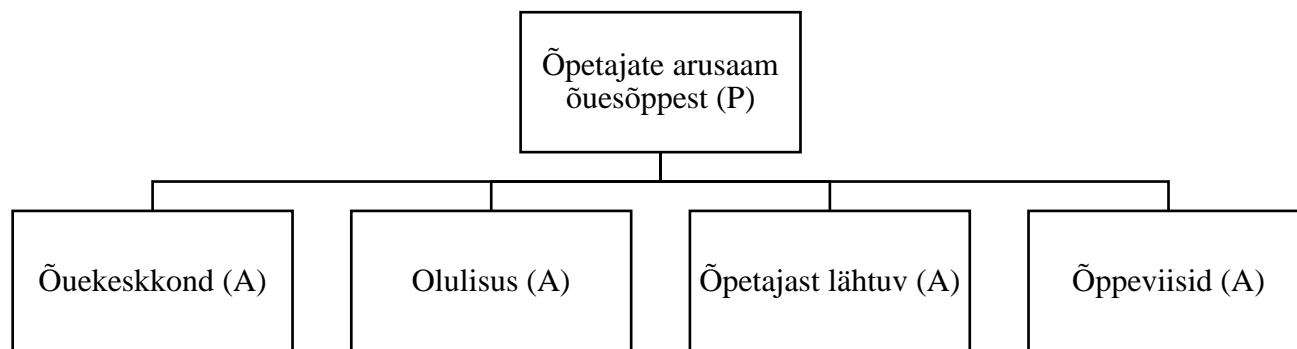 Õpetajate arusaam
õuesõppest (P)
Õuekeskkond (A)
Olulisus (A)
Õpetajast lähtuv (A)
Õppeviisid (A)